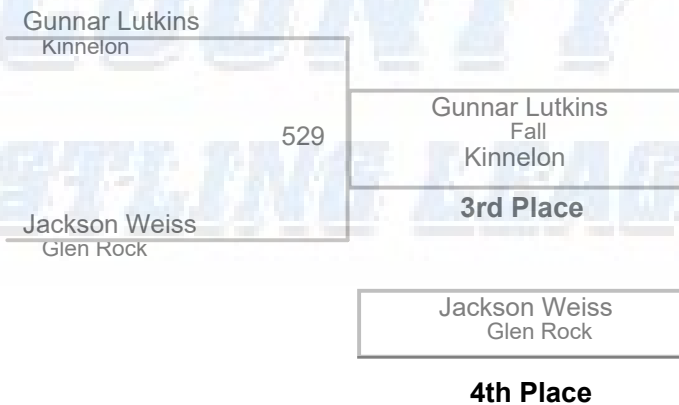 Gunnar Lutkins
Kinnelon
529
Gunnar Lutkins
Fall
Kinnelon
3rd Place
Jackson Weiss
Glen Rock
Jackson Weiss
Glen Rock
4th Place